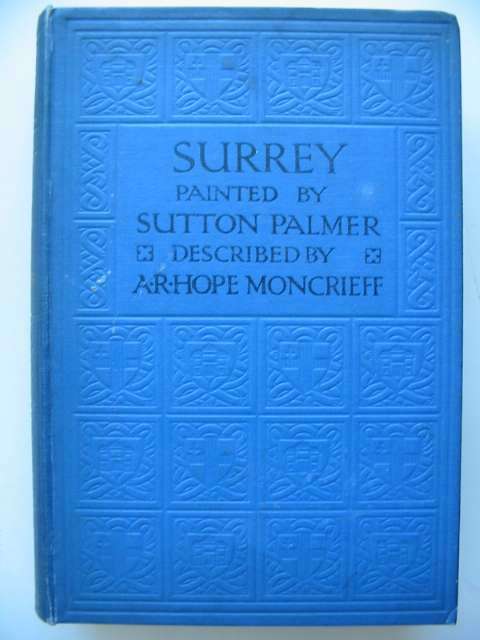 SURREY
PAINTED BY
SUTTON PALMER
DESCRIBED BY
A·R·HOPE MONCRIEFF